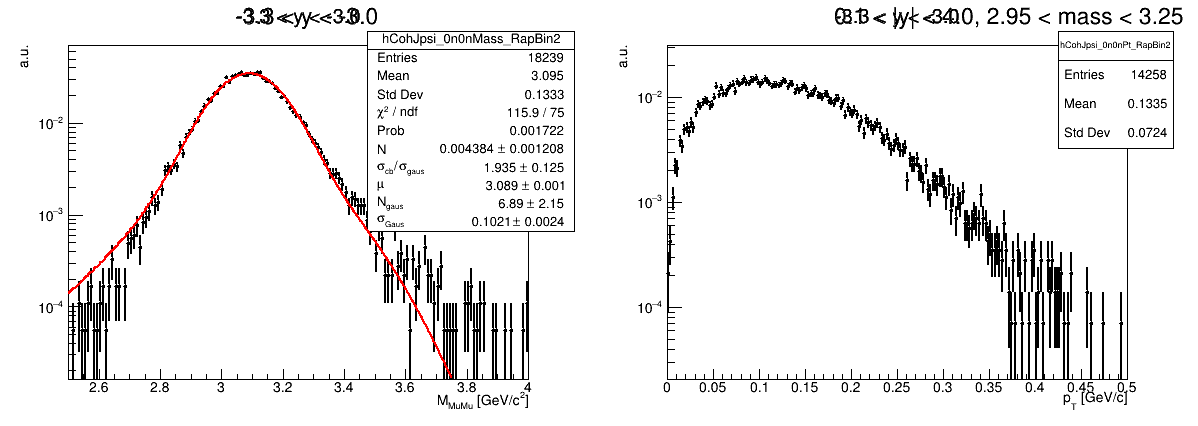 a.u.
hCohJpsi_0n0nMass_RapBin2
Entries 18239
Mean 3.095
Std Dev 0.1333
χ² / ndf 115.9 / 75
Prob 0.001722
N 0.004384 ± 0.001208
σcb/σgaus 1.935 ± 0.125
μ 3.089 ± 0.001
Ngaus 6.89 ± 2.15
σGaus 0.1021 ± 0.0024
10⁻²
10⁻³
10⁻⁴
2.6 2.8 3 3.2 3.4 3.6 3.8 4
MMuMu [GeV/c²]
.0, 2.95 < mass < 3.25
a.u.
hCohJpsi_0n0nPt_RapBin2
Entries 14258
Mean 0.1335
Std Dev 0.0724
10⁻²
10⁻³
10⁻⁴
0 0.05 0.1 0.15 0.2 0.25 0.3 0.35 0.4 0.45 0.5
pT [GeV/c]